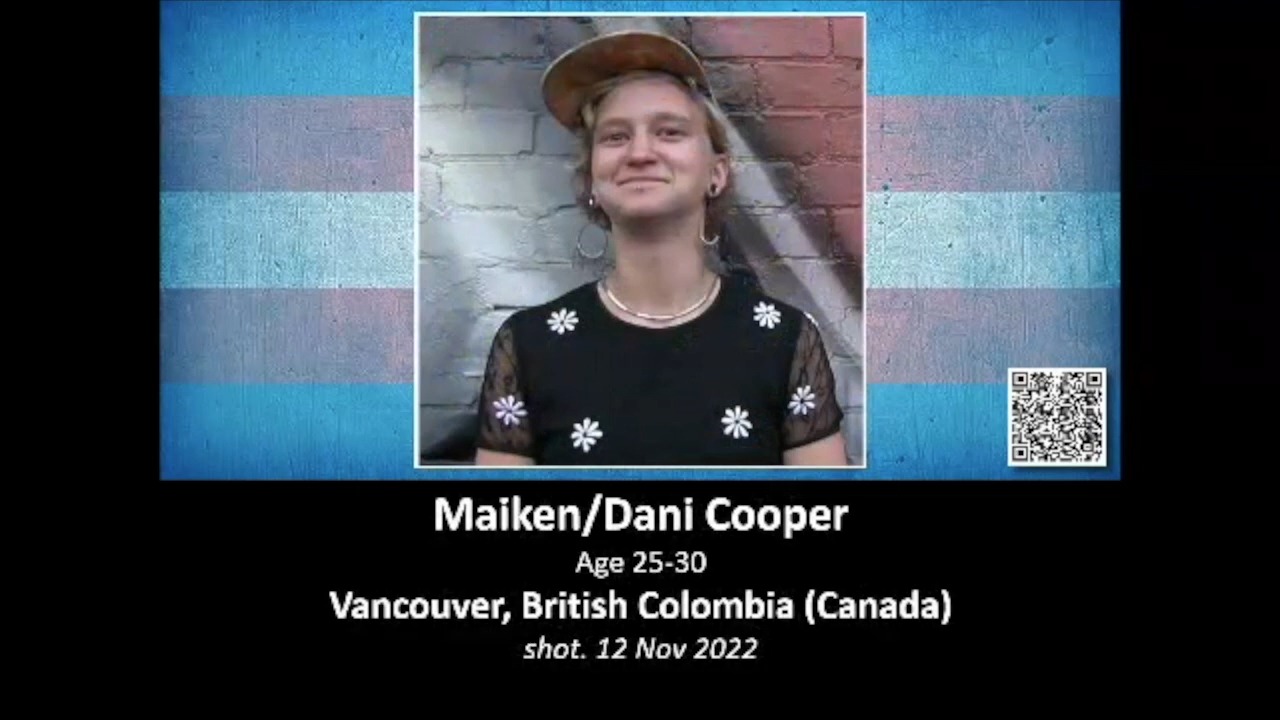 Maiken/Dani Cooper
Age 25-30
Vancouver, British Colombia (Canada)
shot. 12 Nov 2022